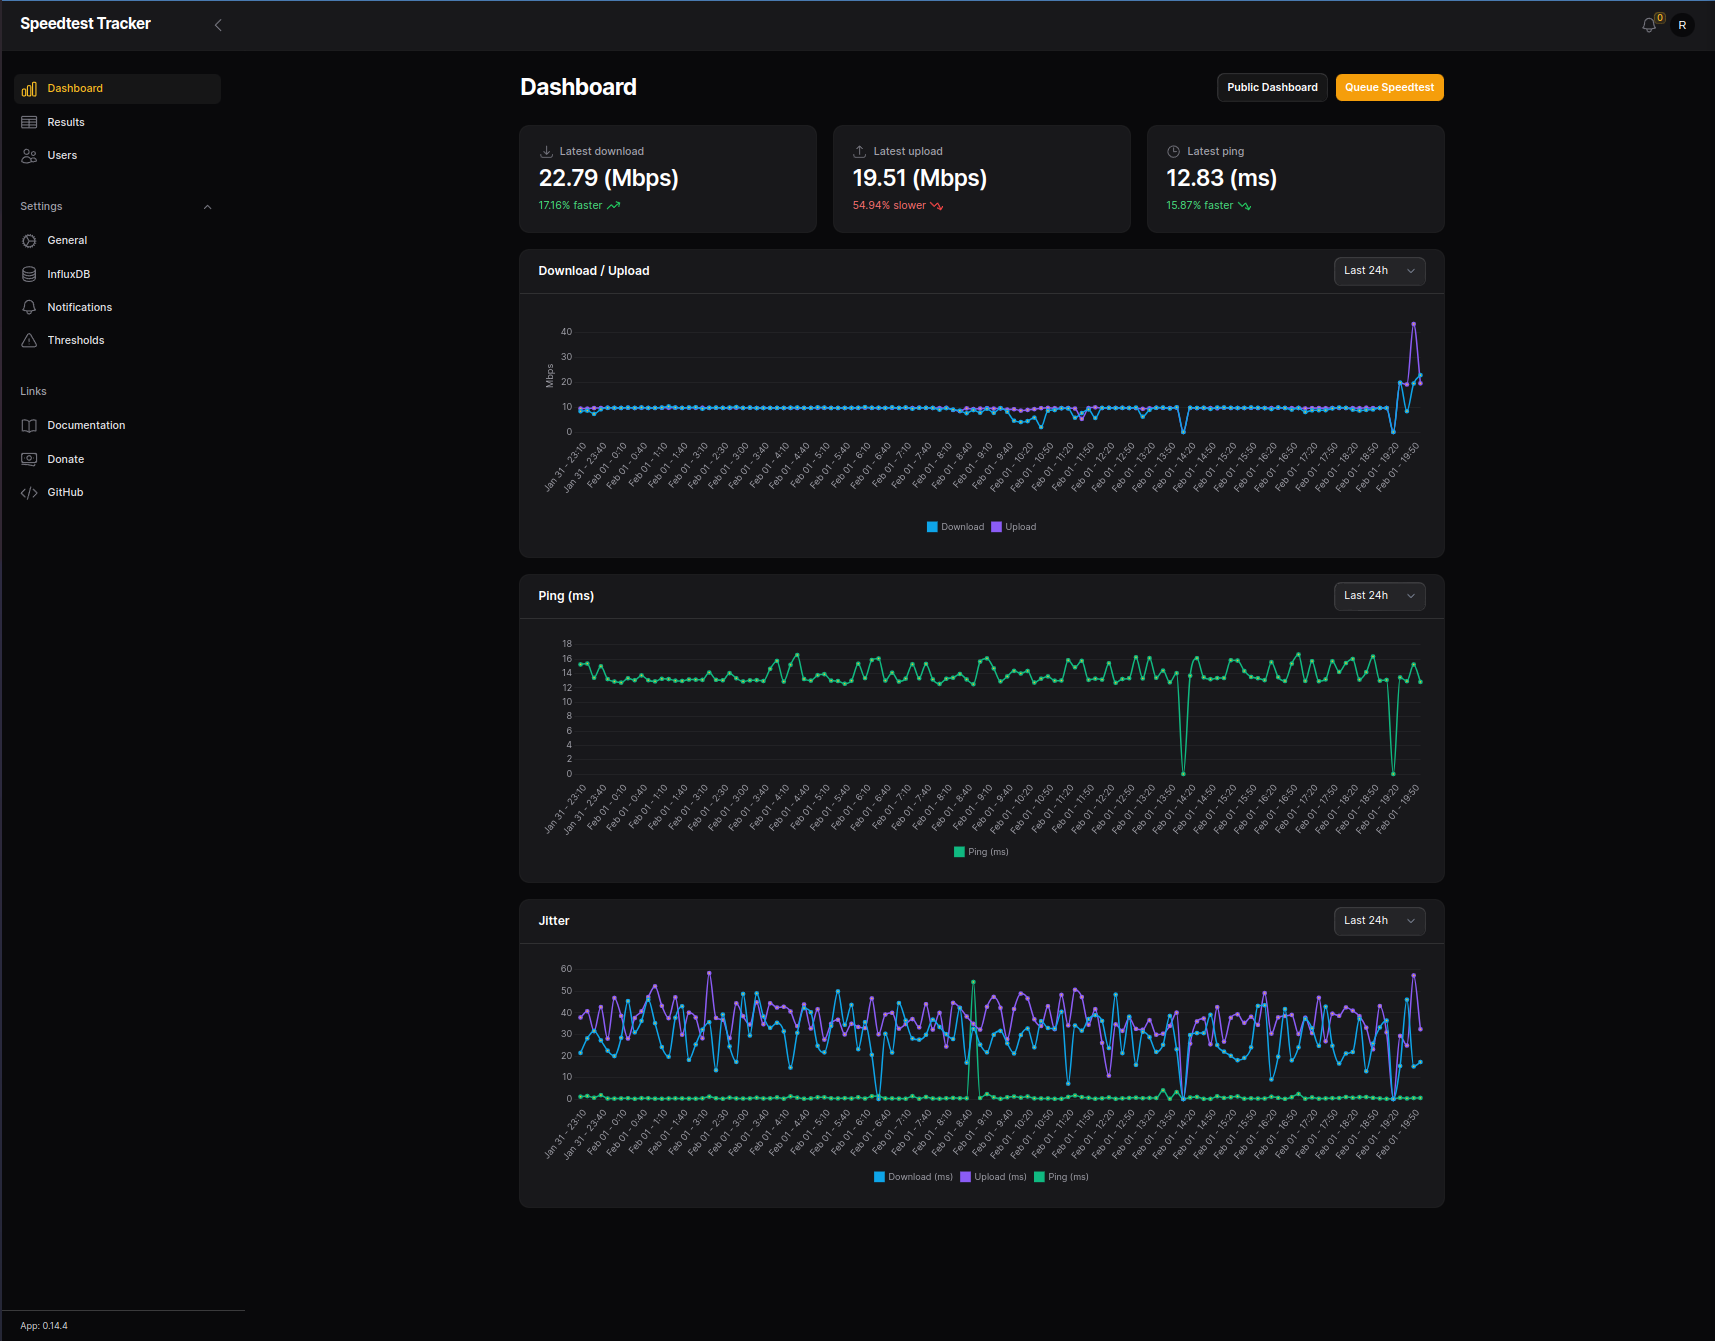 Speedtest Tracker
0
R
Dashboard
Results
Users
Settings
General
InfluxDB
Notifications
Thresholds
Links
Documentation
Donate
GitHub
App: 0.14.4
Dashboard
Public Dashboard
Queue Speedtest
Latest download
22.79 (Mbps)
17.16% faster
Latest upload
19.51 (Mbps)
54.94% slower
Latest ping
12.83 (ms)
15.87% faster
Download / Upload
Last 24h
Mbps
40
30
20
10
0
Jan 31 - 23:10
Jan 31 - 23:40
Feb 01 - 0:10
Feb 01 - 0:40
Feb 01 - 1:10
Feb 01 - 1:40
Feb 01 - 3:10
Feb 01 - 2:30
Feb 01 - 3:00
Feb 01 - 3:40
Feb 01 - 4:10
Feb 01 - 4:40
Feb 01 - 5:10
Feb 01 - 5:40
Feb 01 - 6:10
Feb 01 - 6:40
Feb 01 - 7:10
Feb 01 - 7:40
Feb 01 - 8:10
Feb 01 - 8:40
Feb 01 - 9:10
Feb 01 - 9:40
Feb 01 - 10:20
Feb 01 - 10:50
Feb 01 - 11:20
Feb 01 - 11:50
Feb 01 - 12:20
Feb 01 - 12:50
Feb 01 - 13:20
Feb 01 - 13:50
Feb 01 - 14:20
Feb 01 - 14:50
Feb 01 - 15:20
Feb 01 - 15:50
Feb 01 - 16:20
Feb 01 - 16:50
Feb 01 - 17:20
Feb 01 - 17:50
Feb 01 - 18:20
Feb 01 - 18:50
Feb 01 - 19:20
Feb 01 - 19:50
Download
Upload
Ping (ms)
Last 24h
18
16
14
12
10
8
6
4
2
0
Jan 31 - 23:10
Jan 31 - 23:40
Feb 01 - 0:10
Feb 01 - 0:40
Feb 01 - 1:10
Feb 01 - 1:40
Feb 01 - 3:10
Feb 01 - 2:30
Feb 01 - 3:00
Feb 01 - 3:40
Feb 01 - 4:10
Feb 01 - 4:40
Feb 01 - 5:10
Feb 01 - 5:40
Feb 01 - 6:10
Feb 01 - 6:40
Feb 01 - 7:10
Feb 01 - 7:40
Feb 01 - 8:10
Feb 01 - 8:40
Feb 01 - 9:10
Feb 01 - 9:40
Feb 01 - 10:20
Feb 01 - 10:50
Feb 01 - 11:20
Feb 01 - 11:50
Feb 01 - 12:20
Feb 01 - 12:50
Feb 01 - 13:20
Feb 01 - 13:50
Feb 01 - 14:20
Feb 01 - 14:50
Feb 01 - 15:20
Feb 01 - 15:50
Feb 01 - 16:20
Feb 01 - 16:50
Feb 01 - 17:20
Feb 01 - 17:50
Feb 01 - 18:20
Feb 01 - 18:50
Feb 01 - 19:20
Feb 01 - 19:50
Ping (ms)
Jitter
Last 24h
60
50
40
30
20
10
0
Jan 31 - 23:10
Jan 31 - 23:40
Feb 01 - 0:10
Feb 01 - 0:40
Feb 01 - 1:10
Feb 01 - 1:40
Feb 01 - 3:10
Feb 01 - 2:30
Feb 01 - 3:00
Feb 01 - 3:40
Feb 01 - 4:10
Feb 01 - 4:40
Feb 01 - 5:10
Feb 01 - 5:40
Feb 01 - 6:10
Feb 01 - 6:40
Feb 01 - 7:10
Feb 01 - 7:40
Feb 01 - 8:10
Feb 01 - 8:40
Feb 01 - 9:10
Feb 01 - 9:40
Feb 01 - 10:20
Feb 01 - 10:50
Feb 01 - 11:20
Feb 01 - 11:50
Feb 01 - 12:20
Feb 01 - 12:50
Feb 01 - 13:20
Feb 01 - 13:50
Feb 01 - 14:20
Feb 01 - 14:50
Feb 01 - 15:20
Feb 01 - 15:50
Feb 01 - 16:20
Feb 01 - 16:50
Feb 01 - 17:20
Feb 01 - 17:50
Feb 01 - 18:20
Feb 01 - 18:50
Feb 01 - 19:20
Feb 01 - 19:50
Download (ms)
Upload (ms)
Ping (ms)